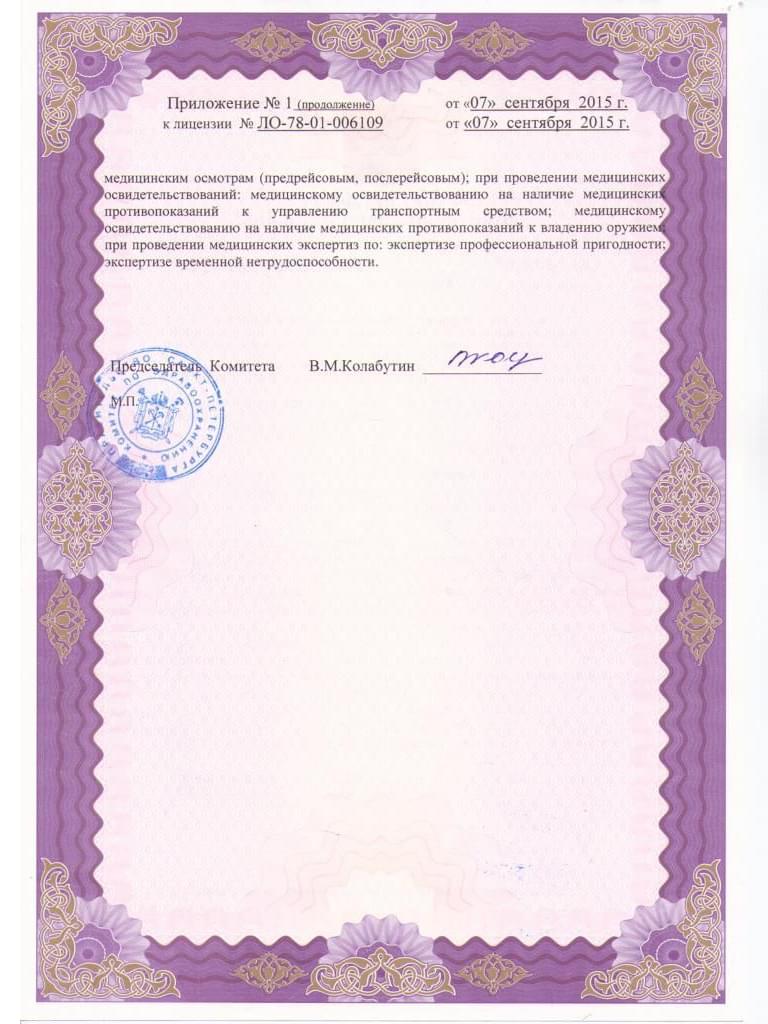 Приложение № 1 (продолжение) от «07» сентября 2015 г.
к лицензии № ЛО-78-01-006109 от «07» сентября 2015 г.
медицинским осмотрам (предрейсовым, послерейсовым); при проведении медицинских
освидетельствований: медицинскому освидетельствованию на наличие медицинских
противопоказаний к управлению транспортным средством; медицинскому
освидетельствованию на наличие медицинских противопоказаний к владению оружием;
при проведении медицинских экспертиз по: экспертизе профессиональной пригодности;
экспертизе временной нетрудоспособности.
Председатель Комитета В.М.Колабутин
М.П.
САНКТ-ПЕТЕРБУРГА
КОМИТЕТ ПО ЗДРАВООХРАНЕНИЮ